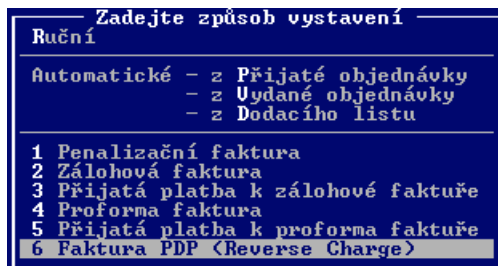 Zadejte způsob vystavení
Ruční
Automatické - z Přijaté objednávky
- z Vydané objednávky
- z Dodacího listu
1 Penalizační faktura
2 Zálohová faktura
3 Přijatá platba k zálohové faktuře
4 Proforma faktura
5 Přijatá platba k proforma faktuře
6 Faktura PDP (Reverse Charge)